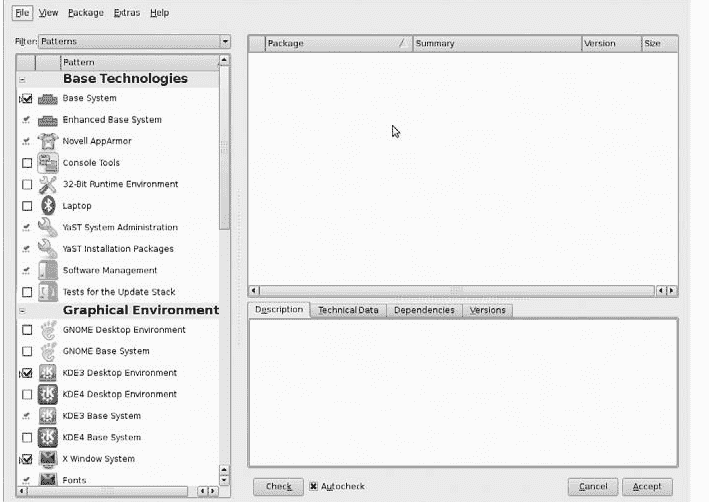 File View Package Extras Help
Filter: Patterns
Pattern
Base Technologies
Base System
Enhanced Base System
Novell AppArmor
Console Tools
32-Bit Runtime Environment
Laptop
YaST System Administration
YaST Installation Packages
Software Management
Tests for the Update Stack
Graphical Environment
GNOME Desktop Environment
GNOME Base System
KDE3 Desktop Environment
KDE4 Desktop Environment
KDE3 Base System
KDE4 Base System
X Window System
Fonts
Package Summary Version Size
Description Technical Data Dependencies Versions
Check Autocheck Cancel Accept